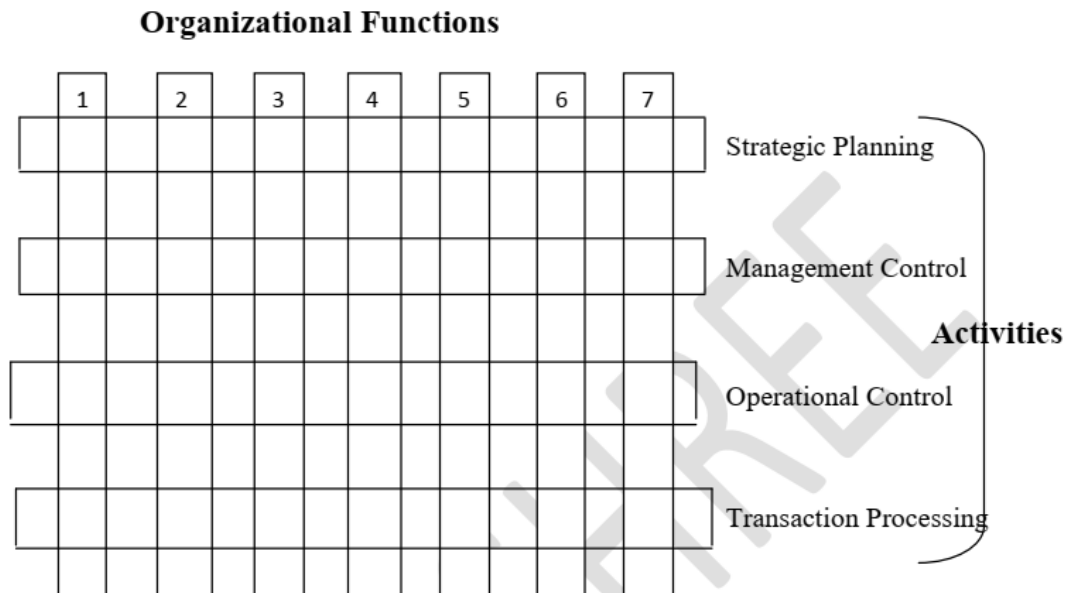 Organizational Functions
1 2 3 4 5 6 7
Strategic Planning
Management Control
Activities
Operational Control
Transaction Processing